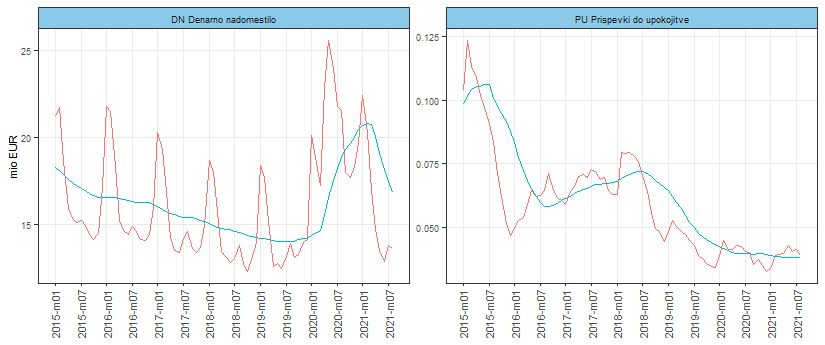 DN Denarno nadomestilo
PU Prispevki do upokojitve
mio EUR
25
20
15
0.125
0.100
0.075
0.050
2015-m01
2015-m07
2016-m01
2016-m07
2017-m01
2017-m07
2018-m01
2018-m07
2019-m01
2019-m07
2020-m01
2020-m07
2021-m01
2021-m07
2015-m01
2015-m07
2016-m01
2016-m07
2017-m01
2017-m07
2018-m01
2018-m07
2019-m01
2019-m07
2020-m01
2020-m07
2021-m01
2021-m07